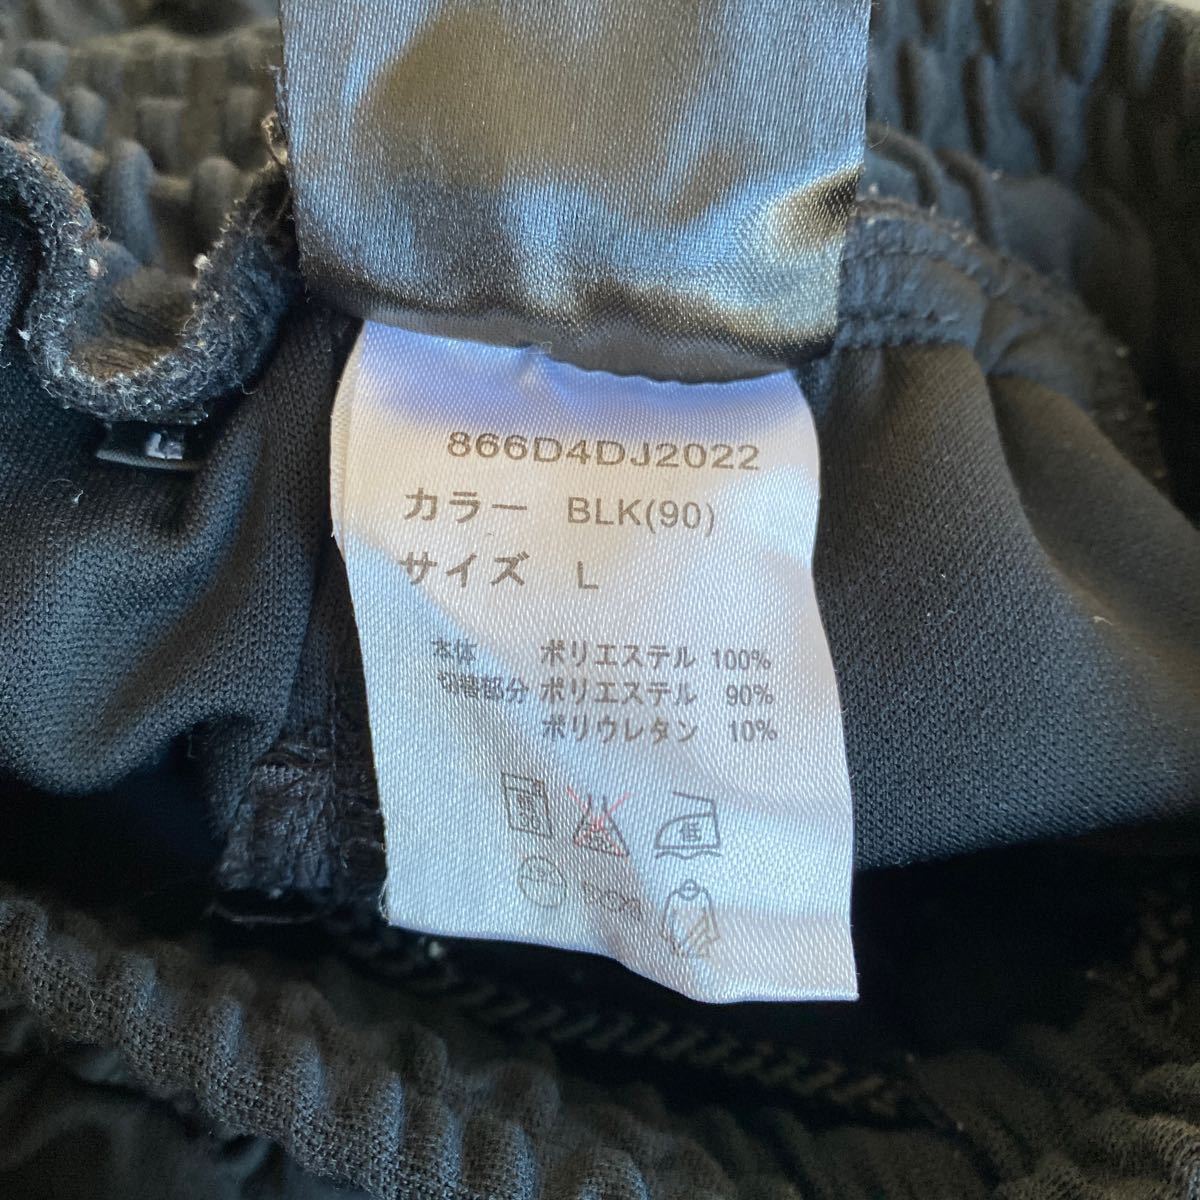 866D4DJ2022
カラー BLK(90)
サイズ L
本体 ポリエステル 100%
切替部分 ポリエステル 90%
ポリウレタン 10%
低